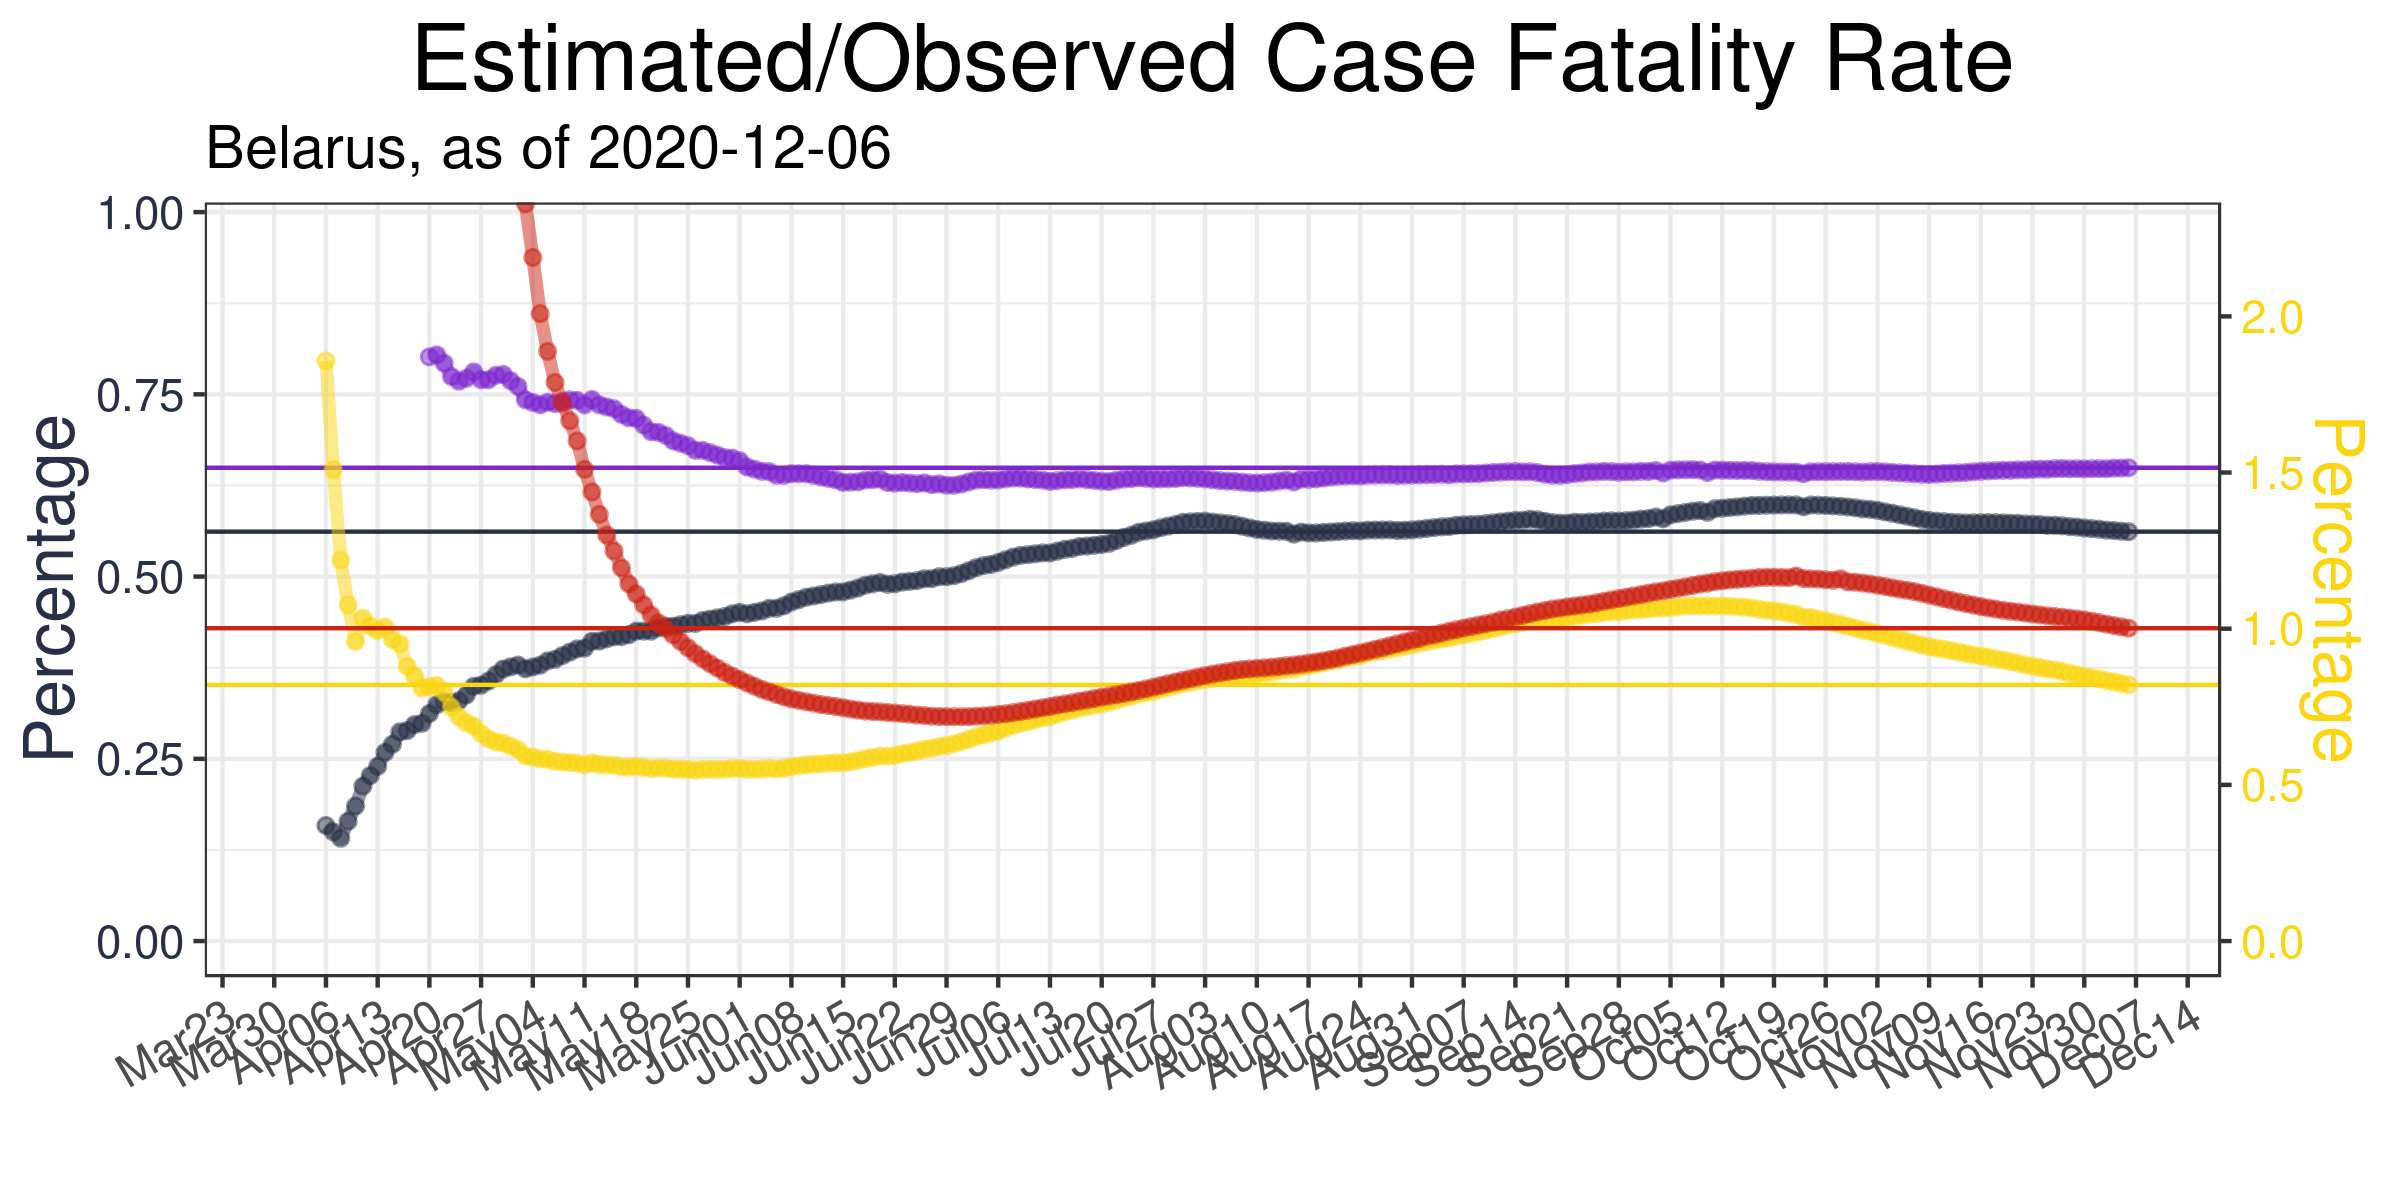 Estimated/Observed Case Fatality Rate
Belarus, as of 2020-12-06
Percentage
1.00
0.75
0.50
0.25
0.00
2.0
1.5
1.0
0.5
0.0
Percentage
Mar23
Mar30
Apr06
Apr13
Apr20
Apr27
May04
May11
May18
May25
Jun01
Jun08
Jun15
Jun22
Jun29
Jul06
Jul13
Jul20
Jul27
Aug03
Aug10
Aug17
Aug24
Aug31
Sep07
Sep14
Sep21
Sep28
Oct05
Oct12
Oct19
Oct26
Nov02
Nov09
Nov16
Nov23
Nov30
Dec07
Dec14